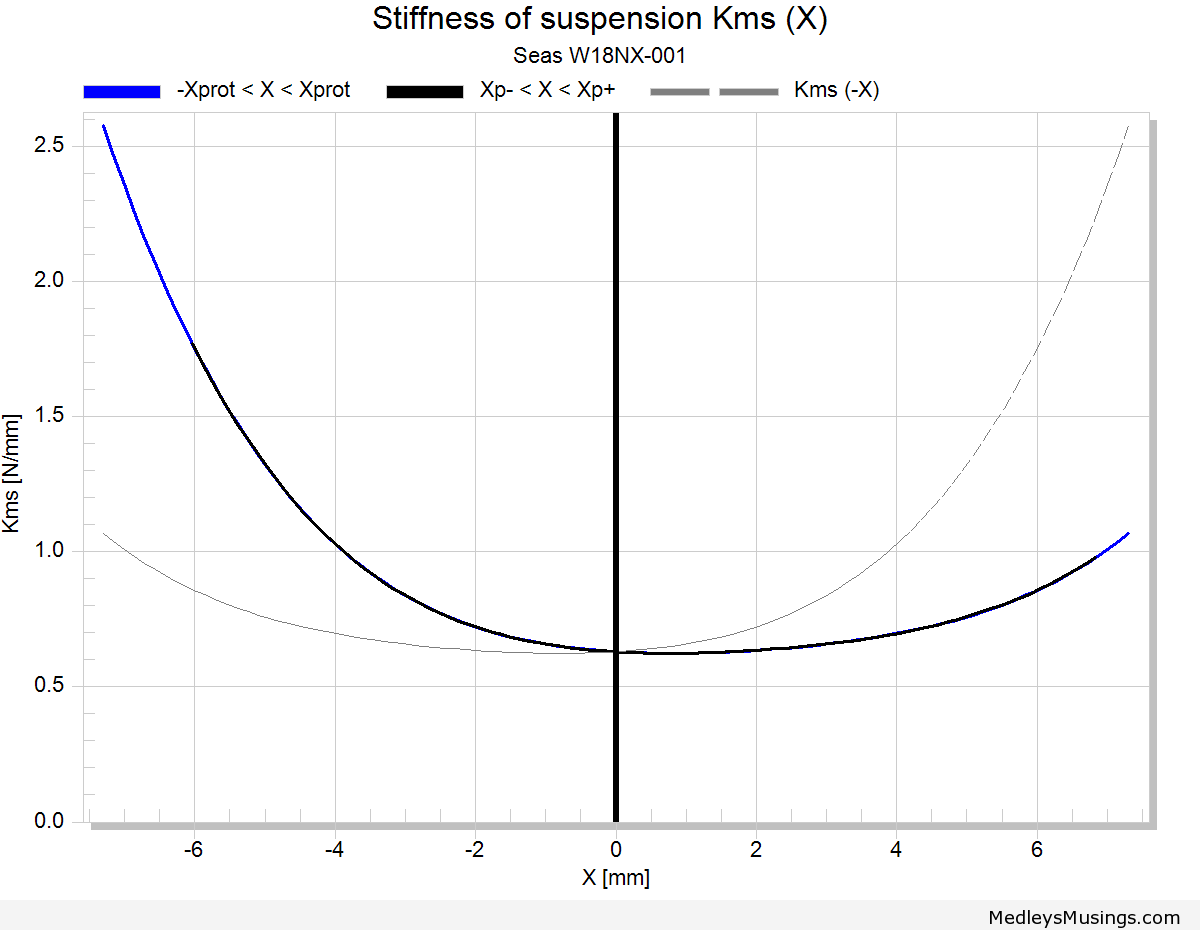 Stiffness of suspension Kms (X)
Seas W18NX-001
-Xprot < X < Xprot Xp- < X < Xp+ Kms (-X)
2.5
2.0
1.5
1.0
0.5
0.0
Kms [N/mm]
-6 -4 -2 0 2 4 6
X [mm]
MedleysMusings.com